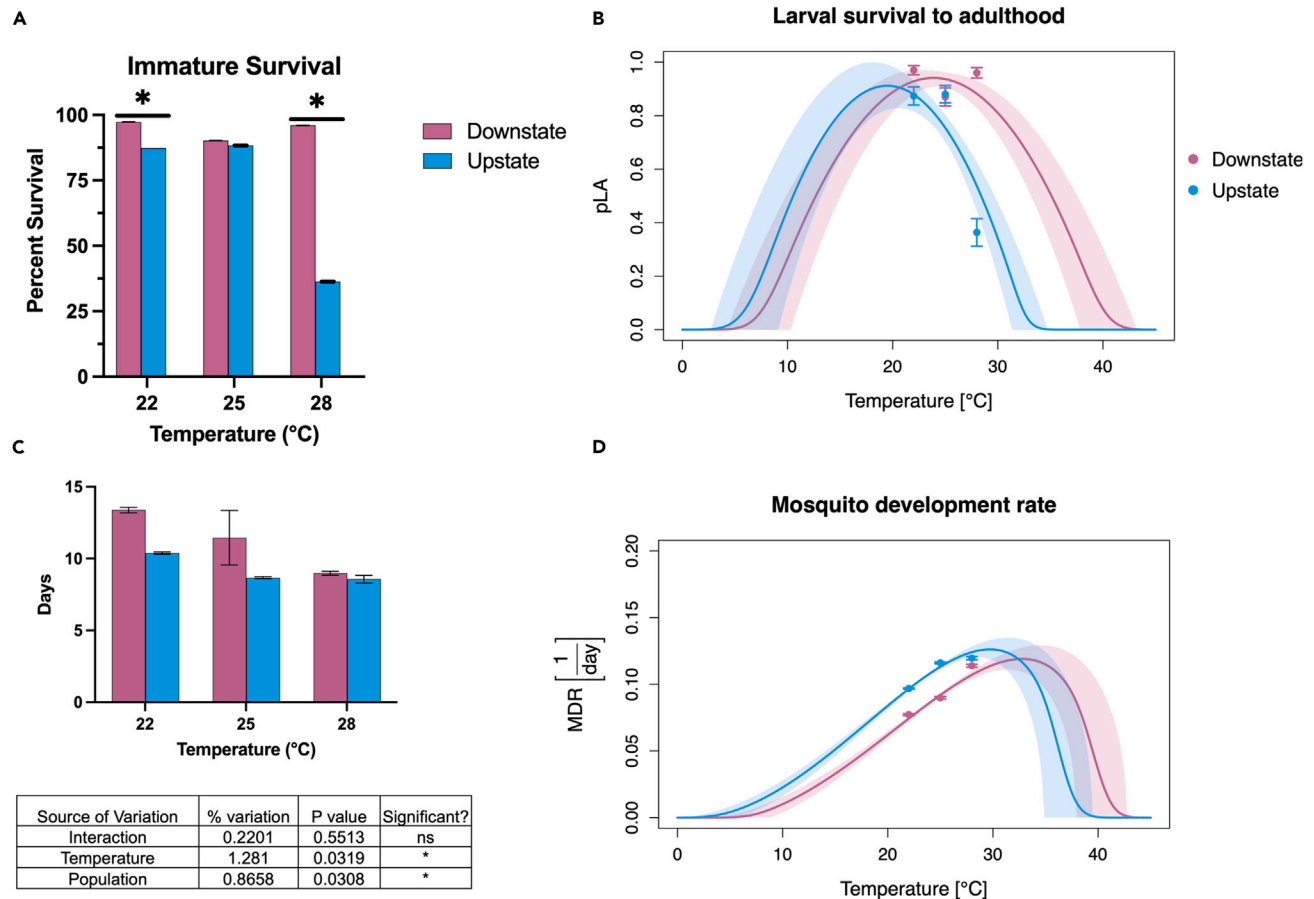 A
Immature Survival
*
*
100
75
50
25
0
Percent Survival
22
25
28
Temperature (°C)
Downstate
Upstate
B
Larval survival to adulthood
1.0
0.8
0.6
0.4
0.2
0.0
pLA
0
10
20
30
40
Temperature [°C]
Downstate
Upstate
C
15
10
5
0
Days
22
25
28
Temperature (°C)
Source of Variation % variation P value Significant?
Interaction 0.2201 0.5513 ns
Temperature 1.281 0.0319 *
Population 0.8658 0.0308 *
D
Mosquito development rate
0.20
0.15
0.10
0.05
0.00
MDR [1/day]
0
10
20
30
40
Temperature [°C]